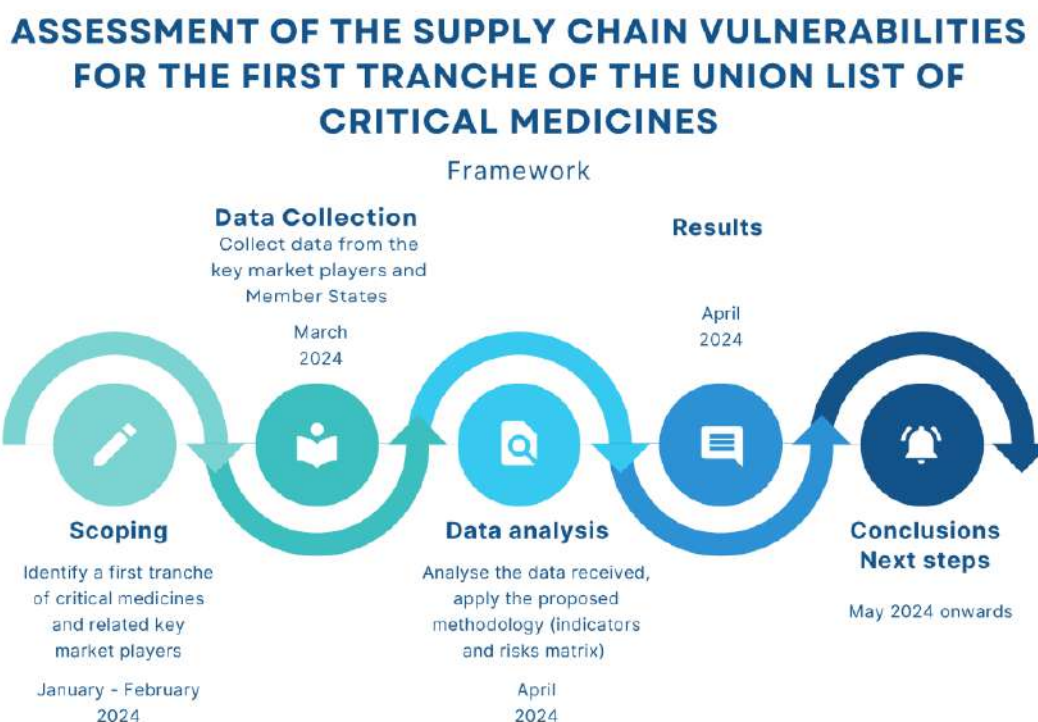 ASSESSMENT OF THE SUPPLY CHAIN VULNERABILITIES
FOR THE FIRST TRANCHE OF THE UNION LIST OF
CRITICAL MEDICINES
Framework
Data Collection
Collect data from the
key market players and
Member States
March
2024
Results
April
2024
Scoping
Identify a first tranche
of critical medicines
and related key
market players
January - February
2024
Data analysis
Analyse the data received,
apply the proposed
methodology (indicators
and risks matrix)
April
2024
Conclusions
Next steps
May 2024 onwards